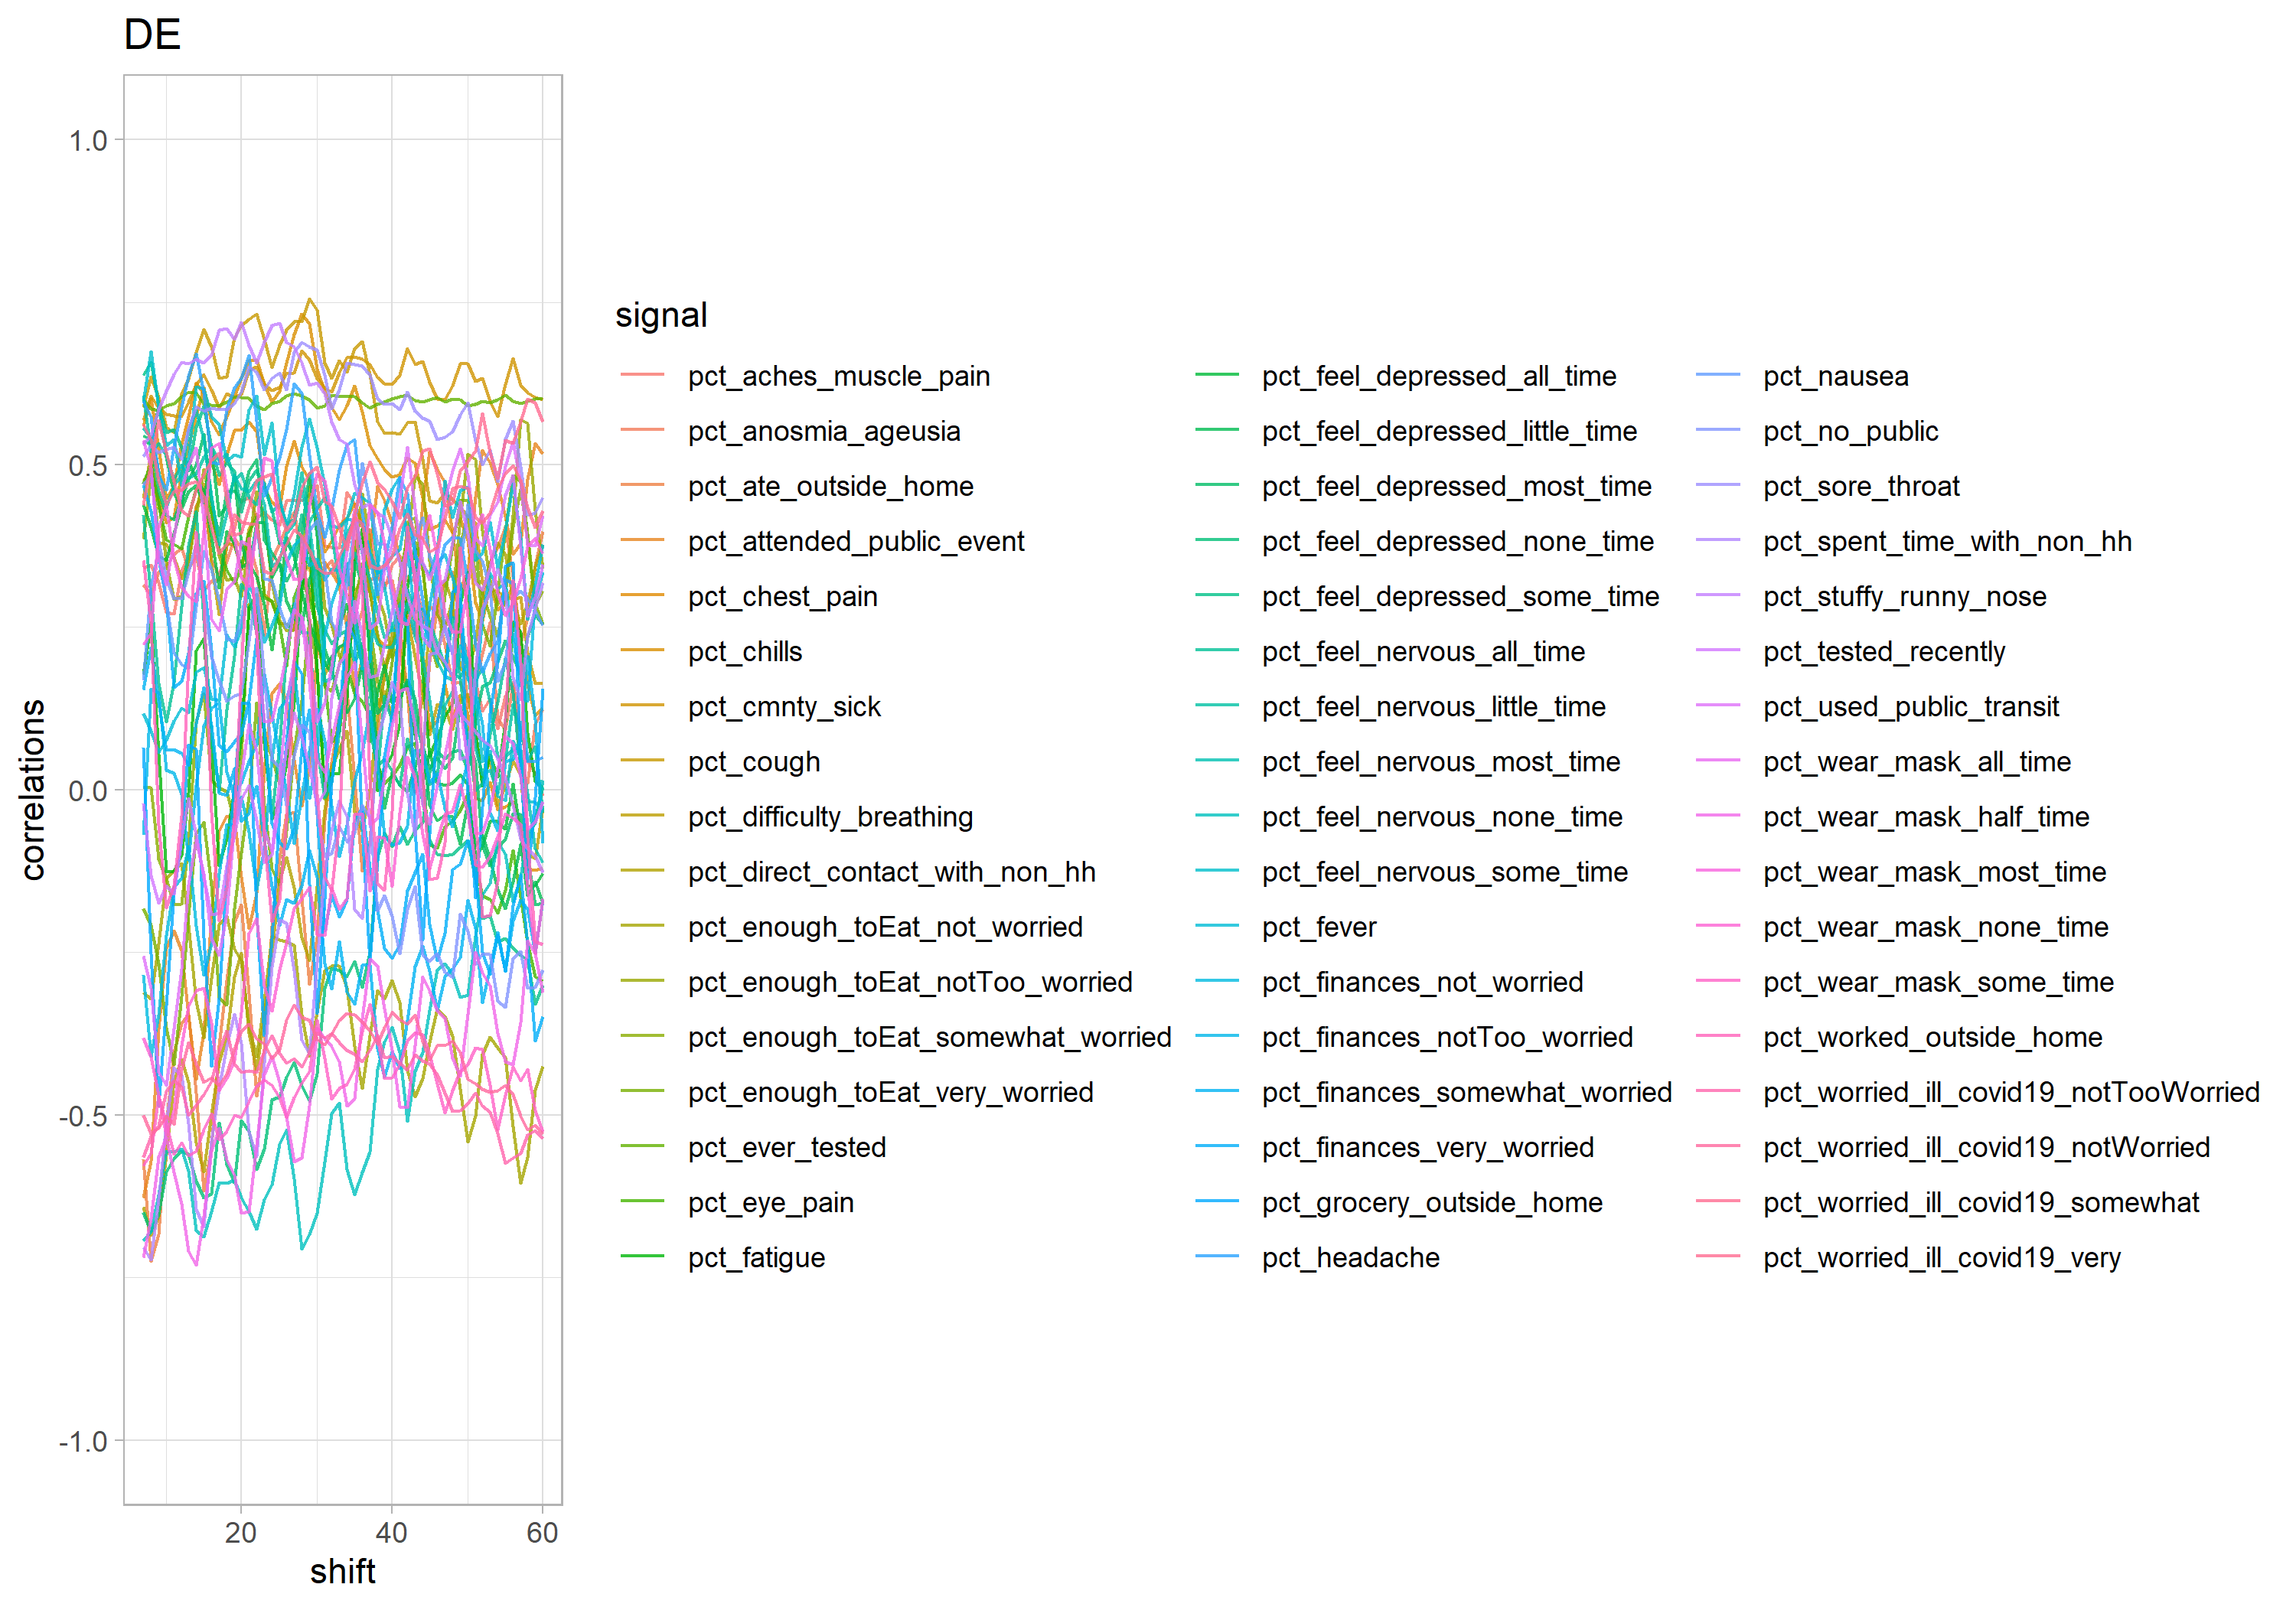 DE
1.0
0.5
0.0
-0.5
-1.0
correlations
20 40 60
shift
signal
pct_aches_muscle_pain
pct_anosmia_ageusia
pct_ate_outside_home
pct_attended_public_event
pct_chest_pain
pct_chills
pct_cmnty_sick
pct_cough
pct_difficulty_breathing
pct_direct_contact_with_non_hh
pct_enough_toEat_not_worried
pct_enough_toEat_notToo_worried
pct_enough_toEat_somewhat_worried
pct_enough_toEat_very_worried
pct_ever_tested
pct_eye_pain
pct_fatigue
pct_feel_depressed_all_time
pct_feel_depressed_little_time
pct_feel_depressed_most_time
pct_feel_depressed_none_time
pct_feel_depressed_some_time
pct_feel_nervous_all_time
pct_feel_nervous_little_time
pct_feel_nervous_most_time
pct_feel_nervous_none_time
pct_feel_nervous_some_time
pct_fever
pct_finances_not_worried
pct_finances_notToo_worried
pct_finances_somewhat_worried
pct_finances_very_worried
pct_grocery_outside_home
pct_headache
pct_nausea
pct_no_public
pct_sore_throat
pct_spent_time_with_non_hh
pct_stuffy_runny_nose
pct_tested_recently
pct_used_public_transit
pct_wear_mask_all_time
pct_wear_mask_half_time
pct_wear_mask_most_time
pct_wear_mask_none_time
pct_wear_mask_some_time
pct_worked_outside_home
pct_worried_ill_covid19_notTooWorried
pct_worried_ill_covid19_notWorried
pct_worried_ill_covid19_somewhat
pct_worried_ill_covid19_very